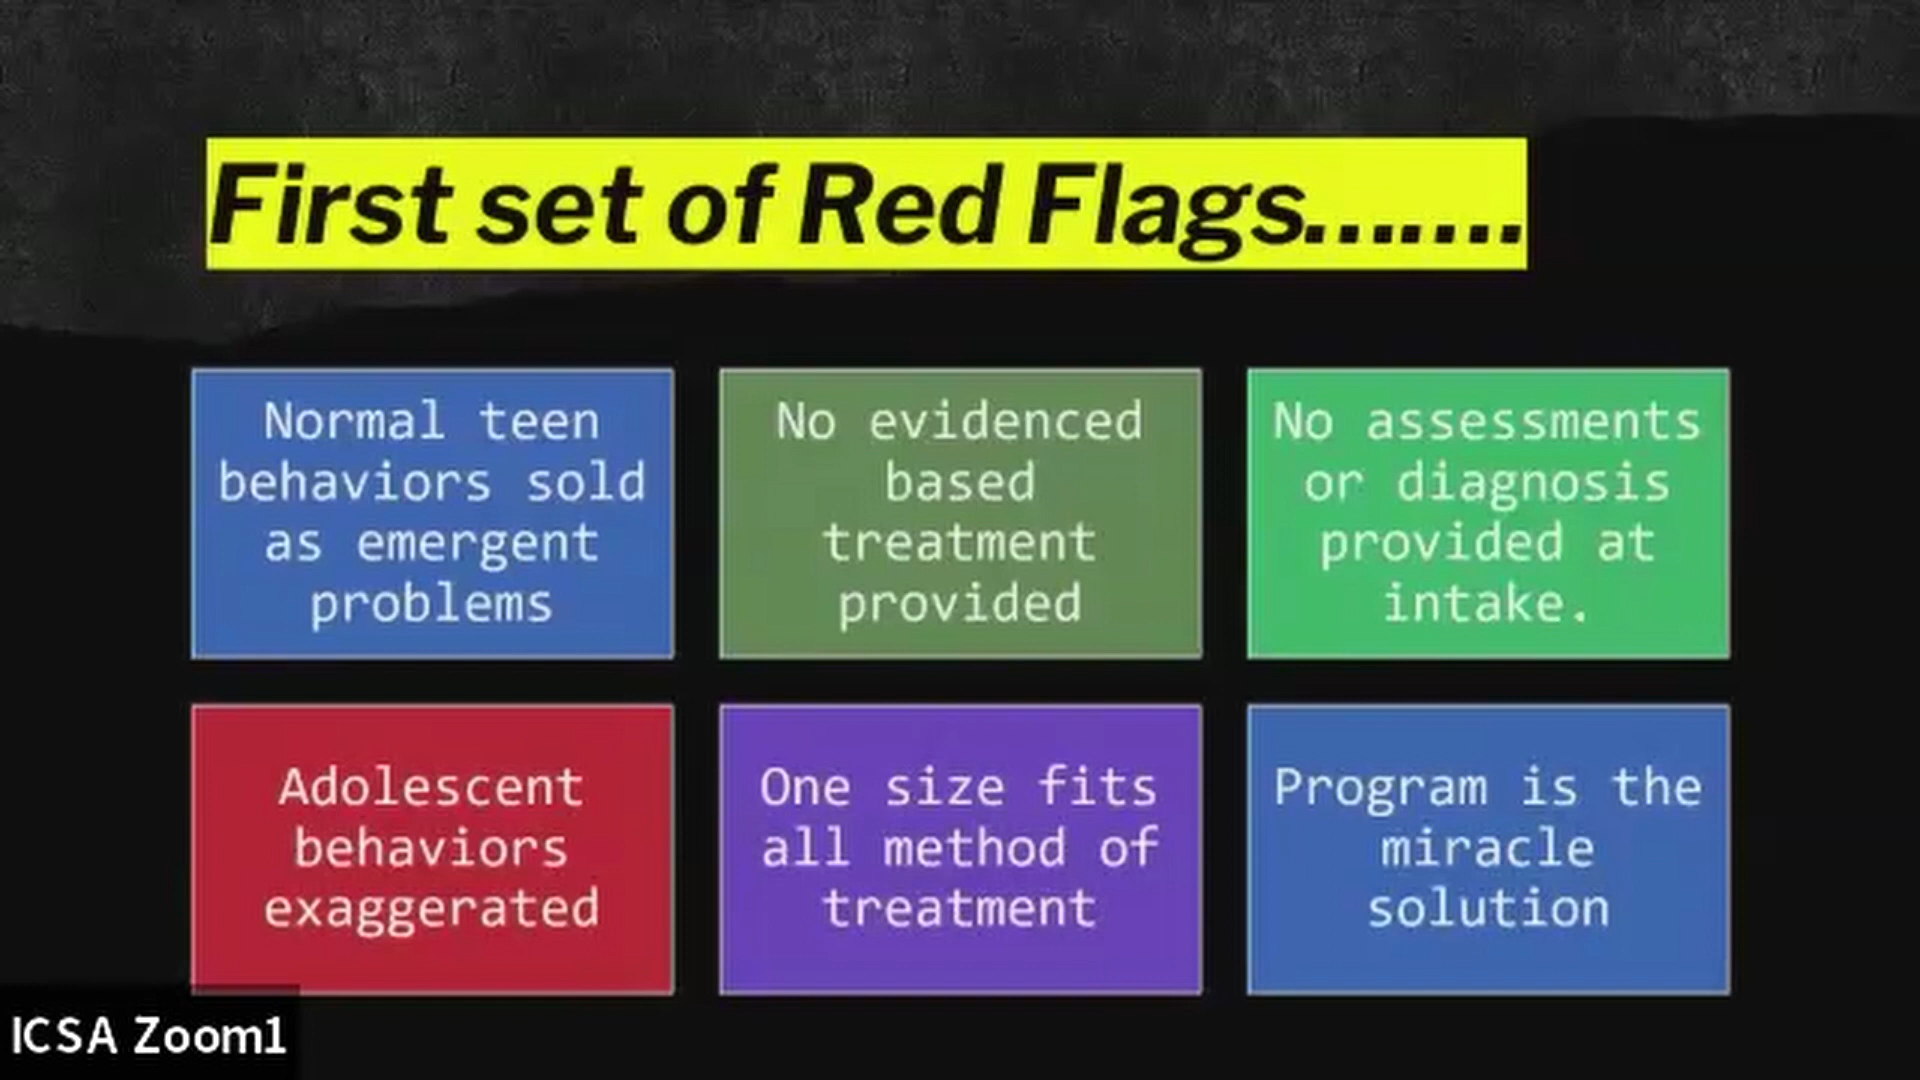 First set of Red Flags.......
Normal teen
behaviors sold
as emergent
problems
No evidenced
based
treatment
provided
No assessments
or diagnosis
provided at
intake.
Adolescent
behaviors
exaggerated
One size fits
all method of
treatment
Program is the
miracle
solution
ICSA Zoom1